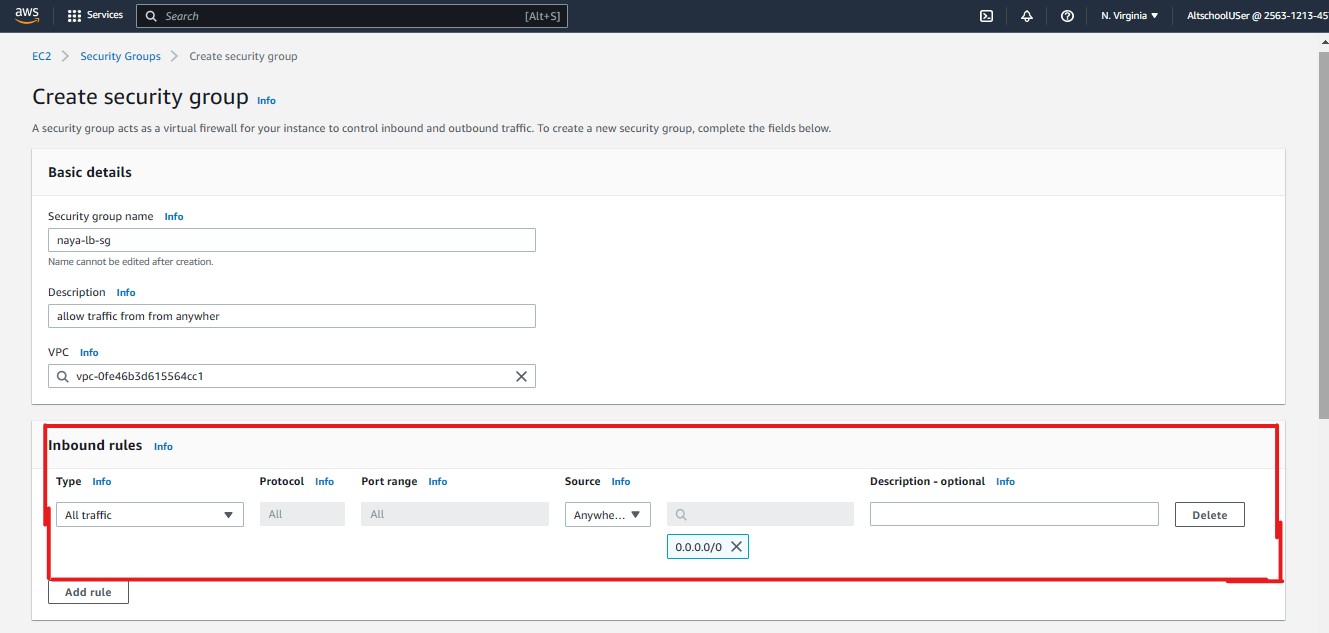 aws Services Search [Alt+S] N. Virginia AltschoolUSer @ 2563-1213-45
EC2 Security Groups Create security group
Create security group Info
A security group acts as a virtual firewall for your instance to control inbound and outbound traffic. To create a new security group, complete the fields below.
Basic details
Security group name Info
naya-lb-sg
Name cannot be edited after creation.
Description Info
allow traffic from from anywher
VPC Info
vpc-0fe46b3d615564cc1
Inbound rules Info
Type Info Protocol Info Port range Info Source Info Description - optional Info
All traffic All All Anywhe... Delete
0.0.0.0/0
Add rule